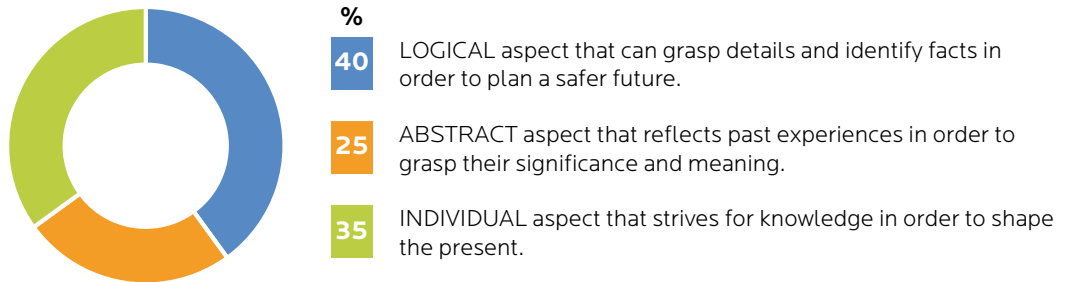 %
40
LOGICAL aspect that can grasp details and identify facts in
order to plan a safer future.
25
ABSTRACT aspect that reflects past experiences in order to
grasp their significance and meaning.
35
INDIVIDUAL aspect that strives for knowledge in order to shape
the present.